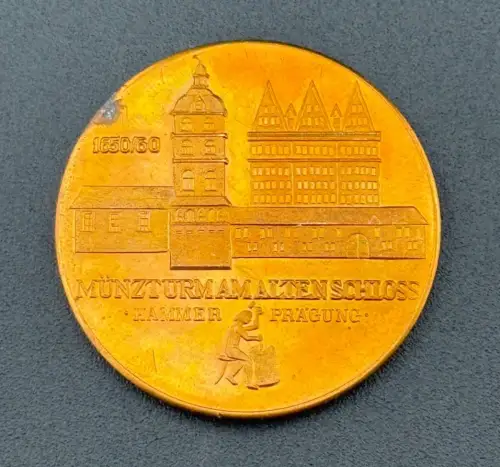 1650/60
MÜNZTURM AM ALTEN SCHLOSS
· HAMMER PRÄGUNG ·